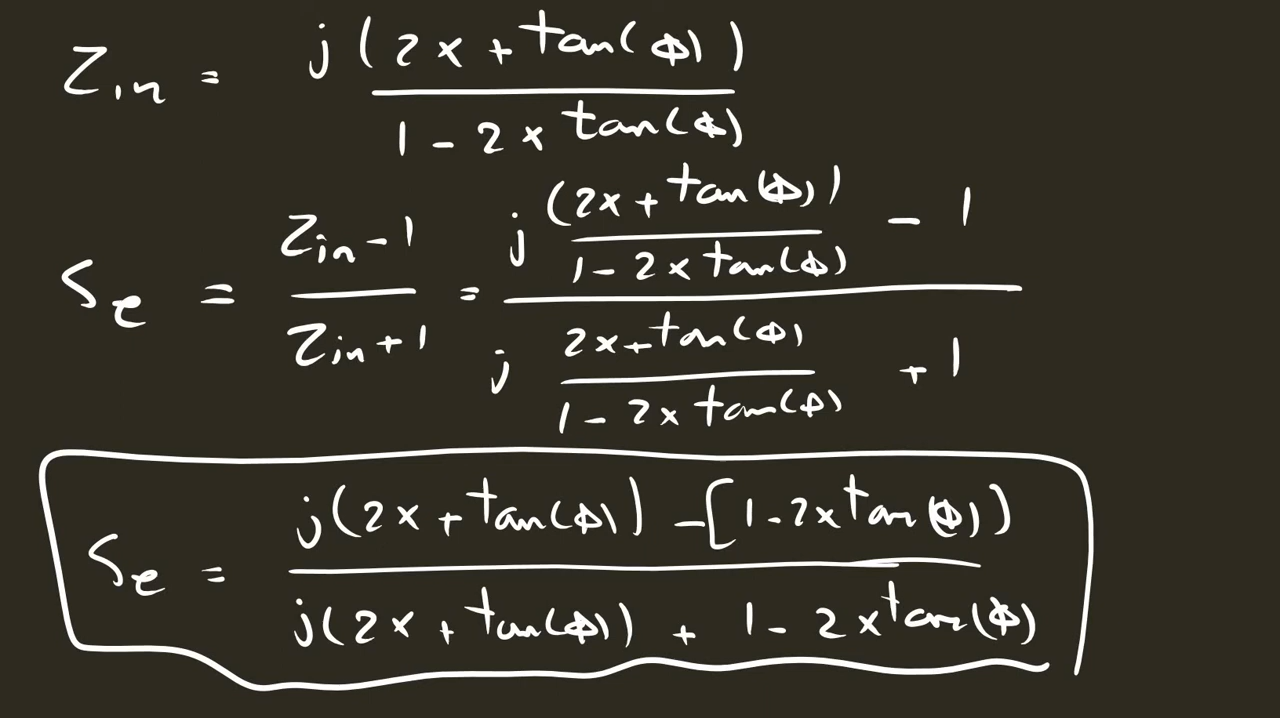 Zin = j(2x + tan(ϕ)) / 1 - 2x tan(ϕ)
Se = Zin - 1 / Zin + 1 = j (2x + tan(ϕ)) / 1 - 2x tan(ϕ) - 1 / j 2x + tan(ϕ) / 1 - 2x tan(ϕ) + 1
Se = j(2x + tan(ϕ)) - [1 - 2x tan(ϕ)) / j(2x + tan(ϕ)) + 1 - 2x tan(ϕ)